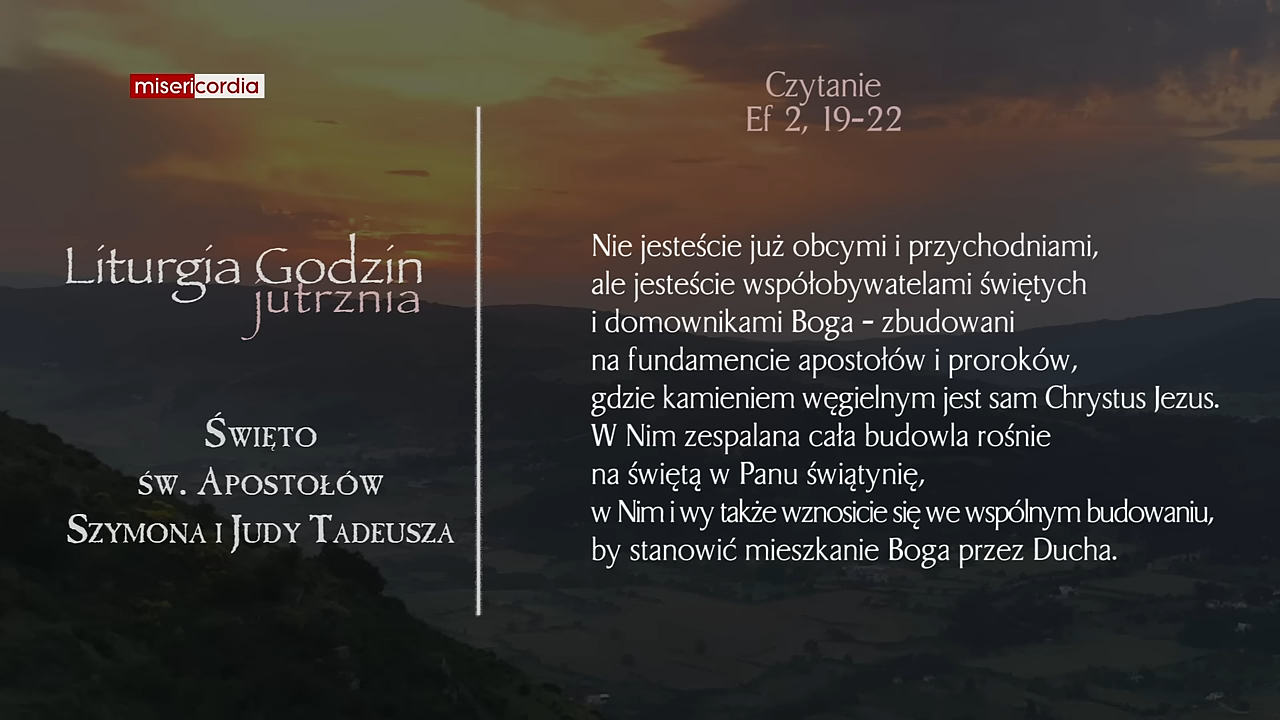 misericordia
Liturgia Godzin
jutrznia
Święto
św. Apostołów
Szymona i Judy Tadeusza
Czytanie
Ef 2, 19-22
Nie jesteście już obcymi i przychodniami,
ale jesteście współobywatelami świętych
i domownikami Boga - zbudowani
na fundamencie apostołów i proroków,
gdzie kamieniem węgielnym jest sam Chrystus Jezus.
W Nim zespalana cała budowla rośnie
na świętą w Panu świątynię,
w Nim i wy także wznosicie się we wspólnym budowaniu,
by stanowić mieszkanie Boga przez Ducha.